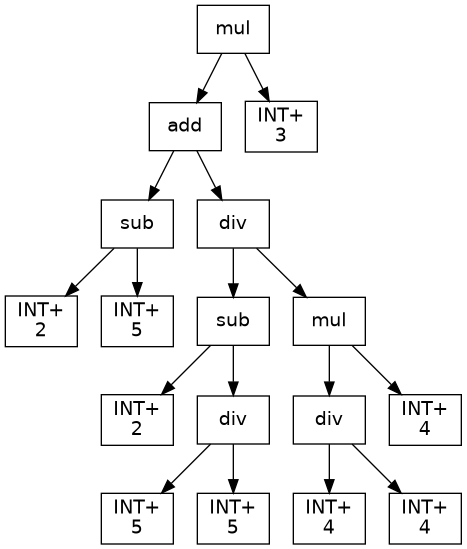 mul
add
INT+
3
sub
div
INT+
2
INT+
5
sub
mul
INT+
2
div
div
INT+
4
INT+
5
INT+
5
INT+
4
INT+
4